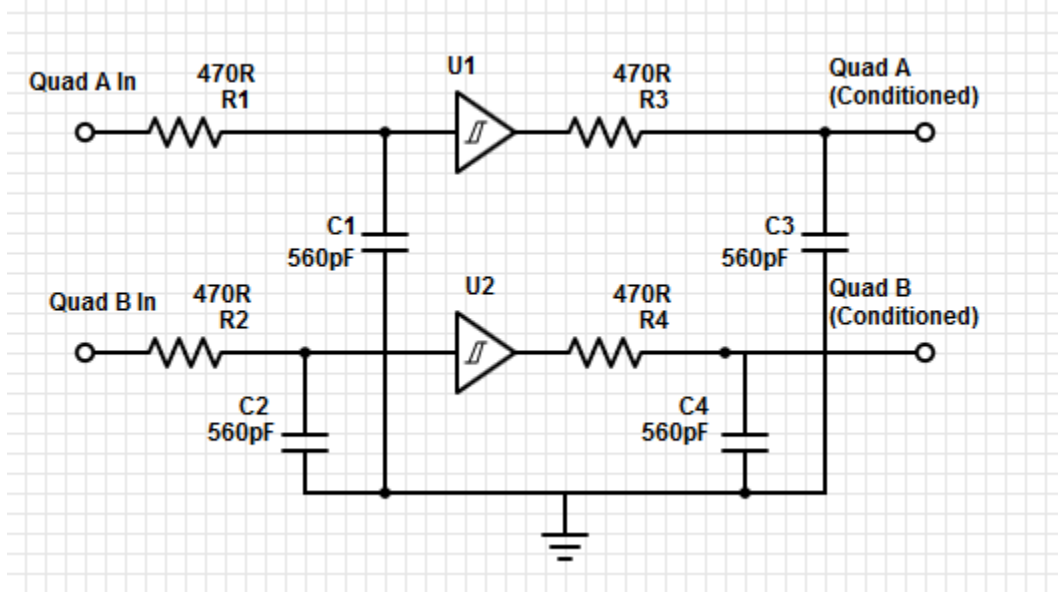 Quad A In
470R
R1
U1
470R
R3
Quad A
(Conditioned)
C1
560pF
C3
560pF
Quad B In
470R
R2
U2
470R
R4
Quad B
(Conditioned)
C2
560pF
C4
560pF